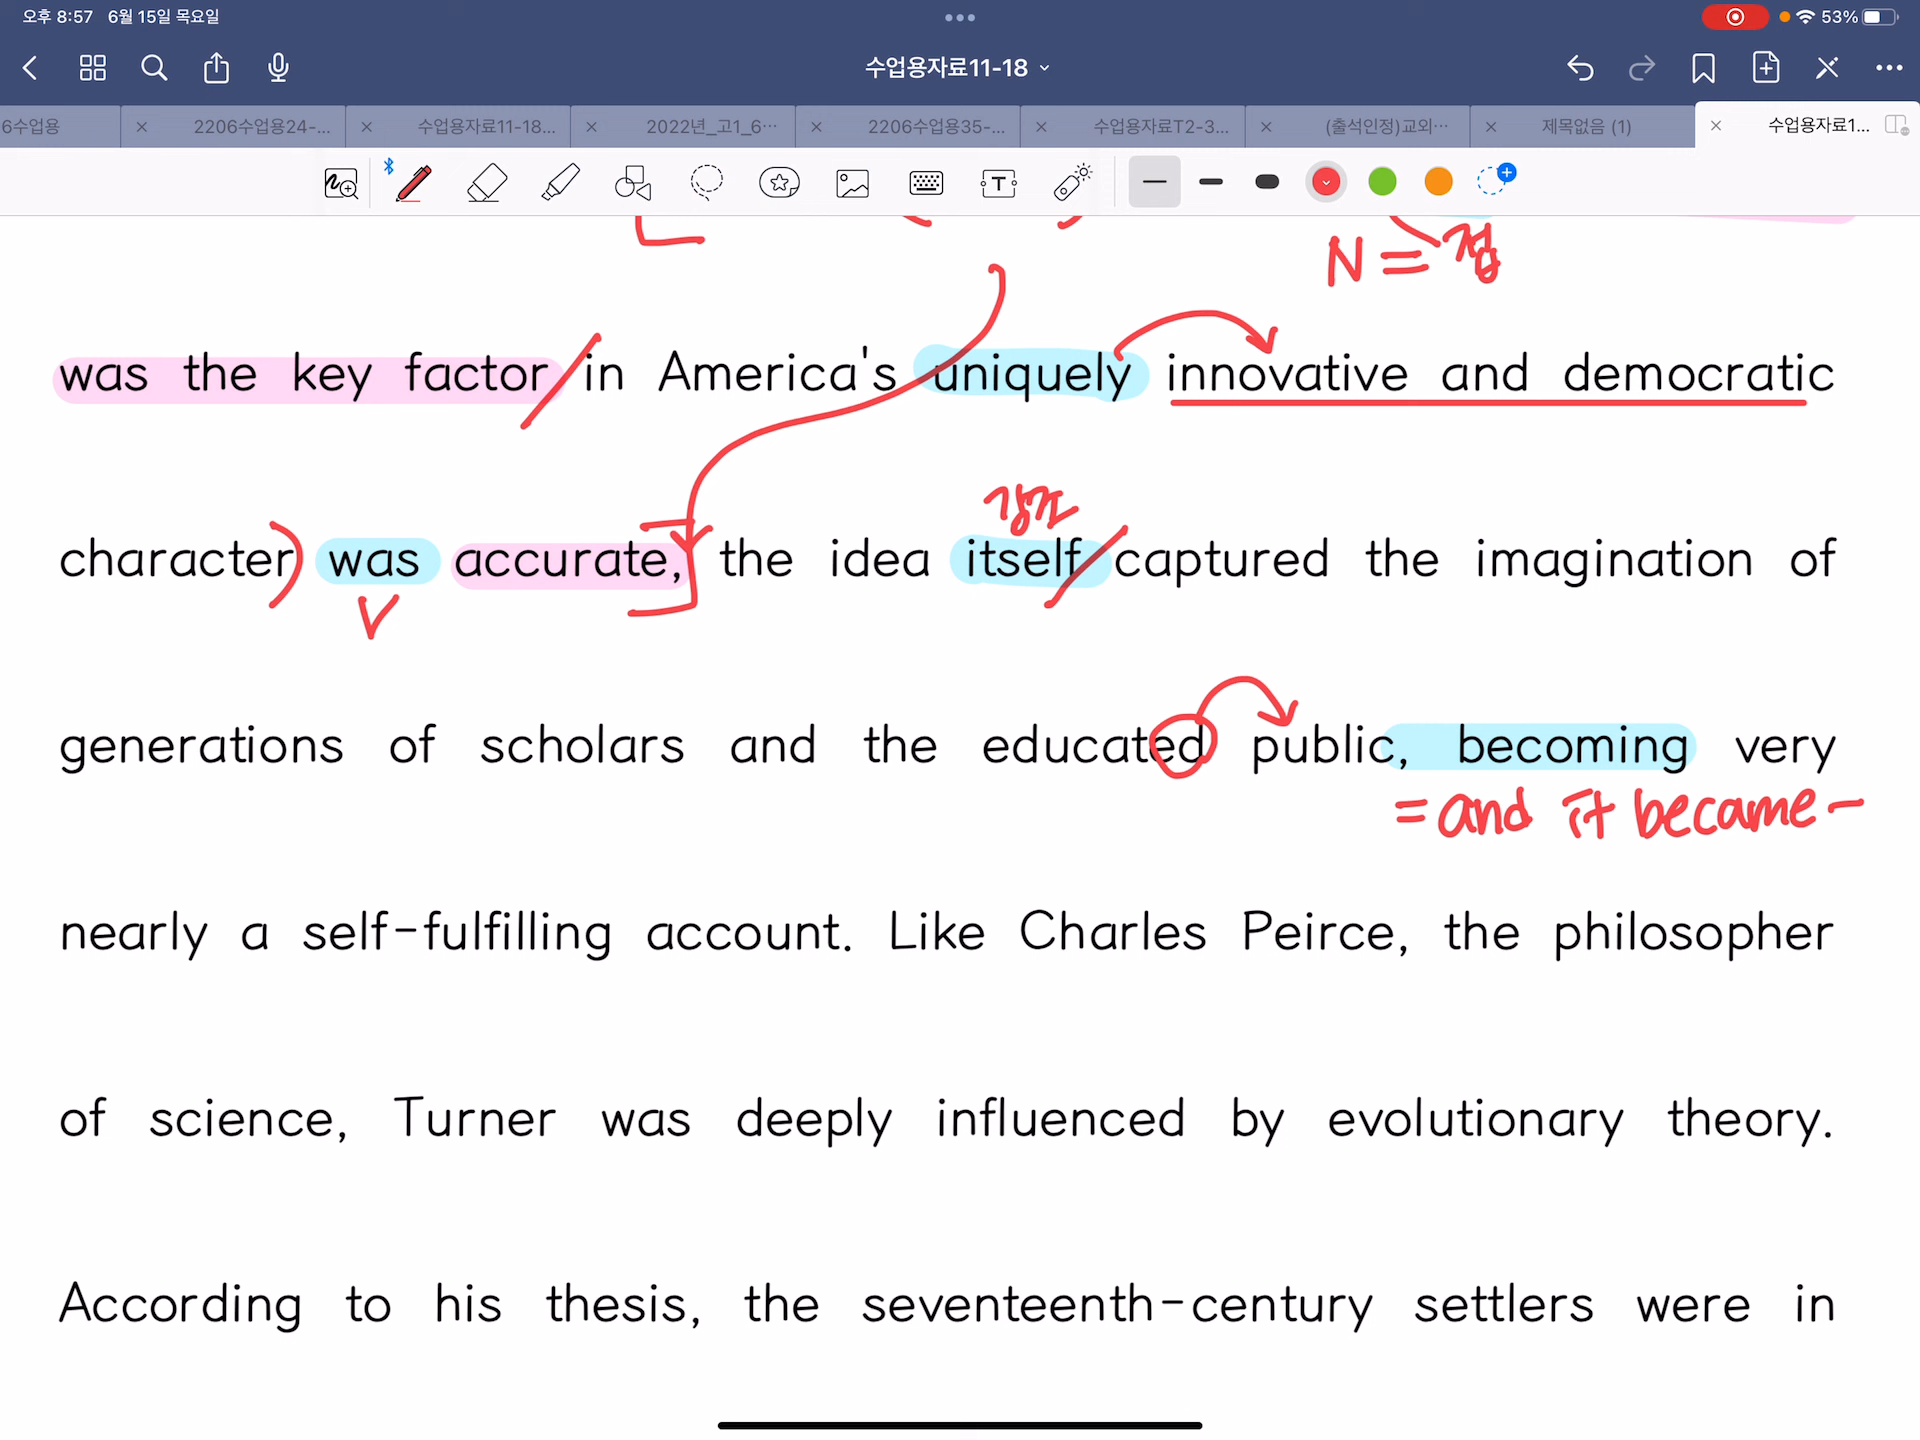 오후 8:57 6월 15일 목요일
53%
수업용자료11-18
6수업용 2206수업용24-... 수업용자료11-18... 2022년_고1_6… 2206수업용35-... 수업용자료T2-3... (출석인정)교외… 제목없음 (1) 수업용자료1...
N = 접
was the key factor in America's uniquely innovative and democratic
강조
character) was accurate, the idea itself captured the imagination of
V
generations of scholars and the educated public, becoming very
= and it became ~
nearly a self-fulfilling account. Like Charles Peirce, the philosopher
of science, Turner was deeply influenced by evolutionary theory.
According to his thesis, the seventeenth-century settlers were in